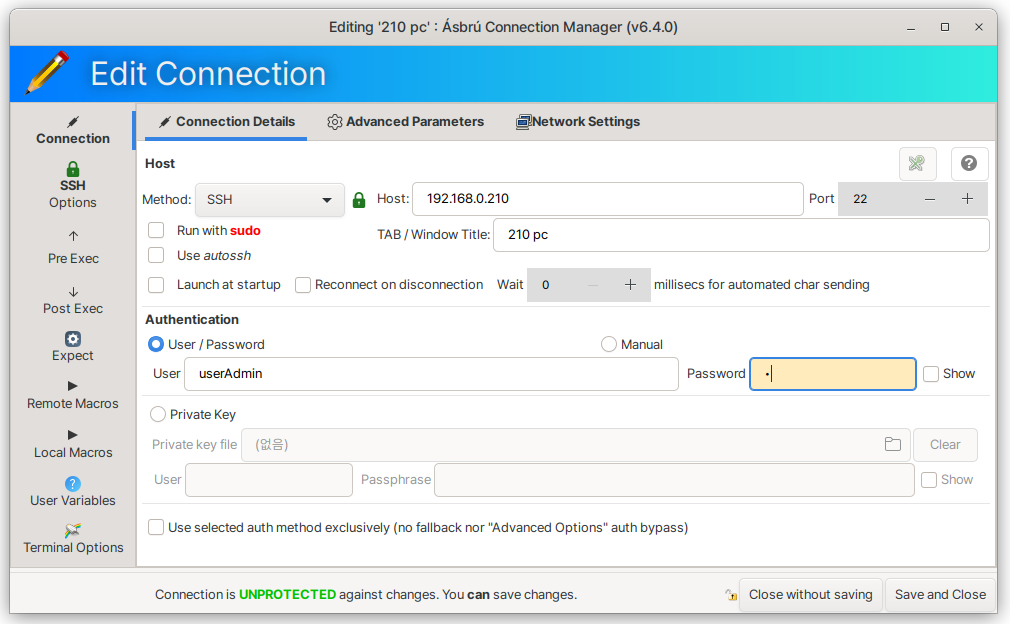 Editing '210 pc' : Ásbrú Connection Manager (v6.4.0)
Edit Connection
Connection
SSH
Options
Pre Exec
Post Exec
Expect
Remote Macros
Local Macros
User Variables
Terminal Options
Connection Details Advanced Parameters Network Settings
Host
Method: SSH Host: 192.168.0.210 Port 22
Run with sudo TAB / Window Title: 210 pc
Use autossh
Launch at startup Reconnect on disconnection Wait 0 millisecs for automated char sending
Authentication
User / Password Manual
User userAdmin Password Show
Private Key
Private key file (없음) Clear
User Passphrase Show
Use selected auth method exclusively (no fallback nor "Advanced Options" auth bypass)
Connection is UNPROTECTED against changes. You can save changes. Close without saving Save and Close